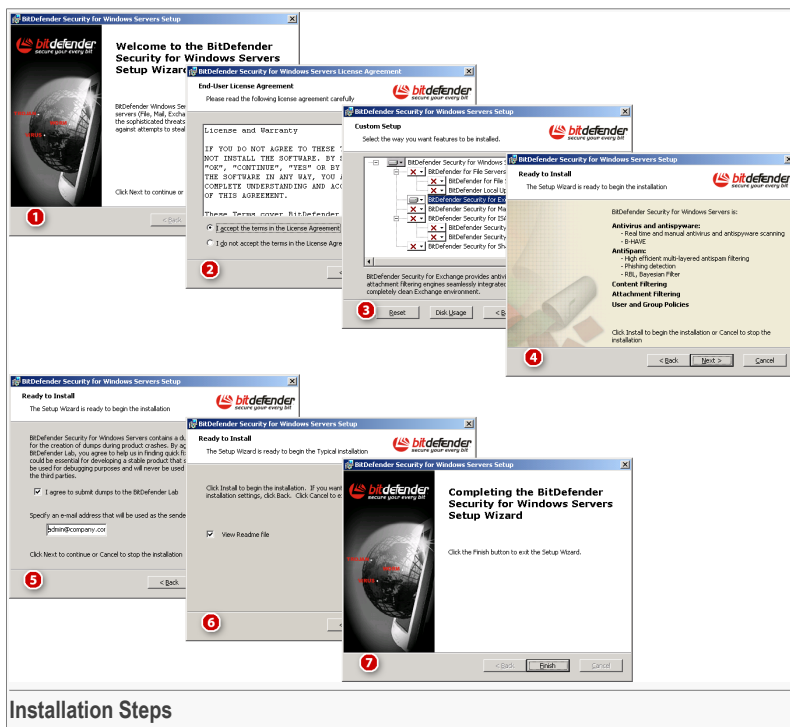 BitDefender Security for Windows Servers Setup
bitdefender
secure your every bit
Welcome to the BitDefender
Security for Windows Servers
Setup Wizard
BitDefender Windows
servers (File, Mail,
the sophisticated threats
against attempts to steal
Click Next to continue or
< Back
1
BitDefender Security for Windows Servers License Agreement
End-User License Agreement
Please read the following license agreement carefully
bitdefender
secure your every bit
License and Warranty
IF YOU DO NOT AGREE TO THESE
NOT INSTALL THE SOFTWARE. BY
"OK", "CONTINUE", "YES" OR BY
THE SOFTWARE IN ANY WAY, YOU
COMPLETE UNDERSTANDING AND
OF THIS AGREEMENT.
These Terms cover BitDefender
I accept the terms in the License Agreement
I do not accept the terms in the License
2
<
BitDefender Security for Windows Servers Setup
Custom Setup
Select the way you want features to be installed.
bitdefender
secure your every bit
BitDefender Security for Windows
BitDefender for File Servers
BitDefender for File
BitDefender Local
BitDefender Security for
BitDefender Security for
BitDefender Security for
BitDefender Security
BitDefender Security
BitDefender Security for
BitDefender Security for Exchange provides
attachment filtering engines seamlessly
completely clean Exchange environment.
3
Reset
Disk Usage
<
BitDefender Security for Windows Servers Setup
Ready to Install
The Setup Wizard is ready to begin the installation
bitdefender
secure your every bit
BitDefender Security for Windows Servers is:
Antivirus and antispyware:
- Real time and manual antivirus and antispyware scanning
- B-HAVE
AntiSpam:
- High efficient multi-layered antispam filtering
- Phishing detection
- RBL, Bayesian Filter
Content Filtering
Attachment Filtering
User and Group Policies
Click Install to begin the installation or Cancel to stop the
installation
4
< Back
Next >
Cancel
BitDefender Security for Windows Servers Setup
Ready to Install
The Setup Wizard is ready to begin the installation
bitdefender
secure your every bit
BitDefender Security for Windows Servers contains a
for the creation of dumps during product crashes. By
BitDefender Lab, you agree to help us in finding quick
could be essential for developing a stable product that
be used for debugging purposes and will never be used
the third parties.
I agree to submit dumps to the BitDefender Lab
Specify an e-mail address that will be used as the
admin@company.com
Click Next to continue or Cancel to stop the installation
5
< Back
BitDefender Security for Windows Servers Setup
Ready to Install
The Setup Wizard is ready to begin the Typical installation
bitdefender
secure your every bit
Click Install to begin the installation. If you want
installation settings, click Back. Click Cancel to
View Readme file
6
<
BitDefender Security for Windows Servers Setup
bitdefender
secure your every bit
Completing the BitDefender
Security for Windows Servers
Setup Wizard
Click the Finish button to exit the Setup Wizard.
7
< Back
Finish
Cancel
Installation Steps